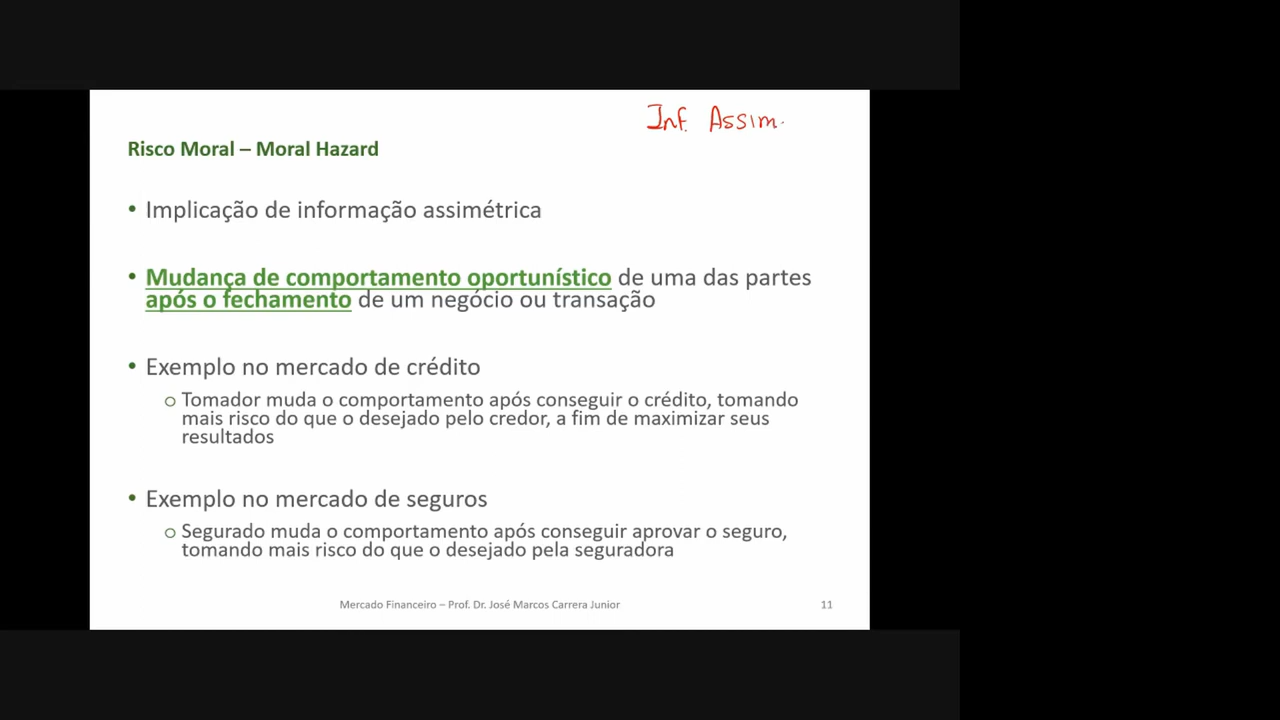 Inf. Assim.
Risco Moral – Moral Hazard
• Implicação de informação assimétrica
• Mudança de comportamento oportunístico de uma das partes
após o fechamento de um negócio ou transação
• Exemplo no mercado de crédito
o Tomador muda o comportamento após conseguir o crédito, tomando
mais risco do que o desejado pelo credor, a fim de maximizar seus
resultados
• Exemplo no mercado de seguros
o Segurado muda o comportamento após conseguir aprovar o seguro,
tomando mais risco do que o desejado pela seguradora
Mercado Financeiro – Prof. Dr. José Marcos Carrera Junior
11